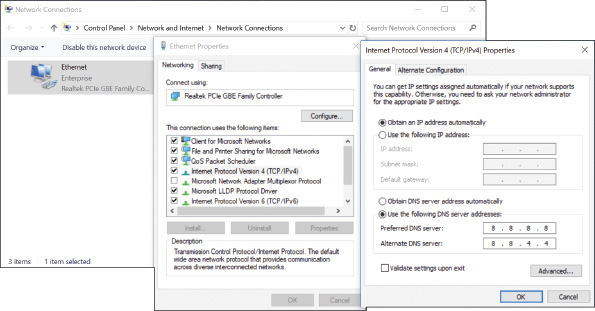 Network Connections
Control Panel > Network and Internet > Network Connections
Search Network Connections
Organize
Disable this network device
Ethernet
Enterprise
Realtek PCIe GBE Family Co...
3 items 1 item selected
Ethernet Properties
Networking Sharing
Connect using:
Realtek PCIe GBE Family Controller
Configure...
This connection uses the following items:
Client for Microsoft Networks
File and Printer Sharing for Microsoft Networks
QoS Packet Scheduler
Internet Protocol Version 4 (TCP/IPv4)
Microsoft Network Adapter Multiplexor Protocol
Microsoft LLDP Protocol Driver
Internet Protocol Version 6 (TCP/IPv6)
Install... Uninstall Properties
Description
Transmission Control Protocol/Internet Protocol. The default
wide area network protocol that provides communication
across diverse interconnected networks.
OK Cancel
Internet Protocol Version 4 (TCP/IPv4) Properties
General Alternate Configuration
You can get IP settings assigned automatically if your network supports
this capability. Otherwise, you need to ask your network administrator
for the appropriate IP settings.
Obtain an IP address automatically
Use the following IP address:
IP address: . . .
Subnet mask: . . .
Default gateway: . . .
Obtain DNS server address automatically
Use the following DNS server addresses:
Preferred DNS server: 8 . 8 . 8 . 8
Alternate DNS server: 8 . 8 . 4 . 4
Validate settings upon exit
Advanced...
OK Cancel